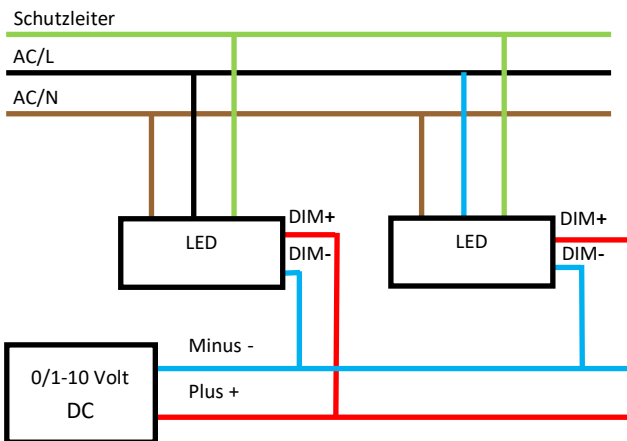 Schutzleiter
AC/L
AC/N
DIM+
DIM+
LED
LED
DIM-
DIM-
Minus -
0/1-10 Volt
DC
Plus +